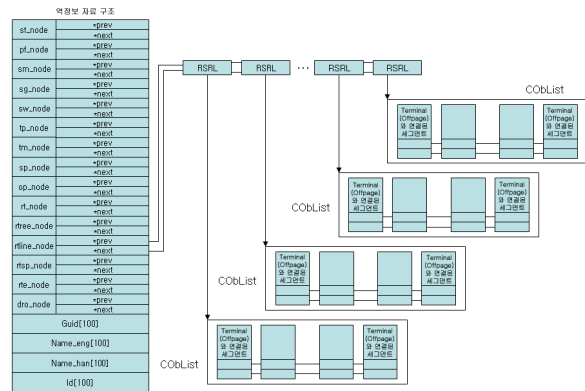 역정보 자료 구조
st_node
*prev
*next
pf_node
*prev
*next
sm_node
*prev
*next
sg_node
*prev
*next
sw_node
*prev
*next
tp_node
*prev
*next
tm_node
*prev
*next
sp_node
*prev
*next
op_node
*prev
*next
rt_node
*prev
*next
rtree_node
*prev
*next
rtline_node
*prev
*next
rtsp_node
*prev
*next
rte_node
*prev
*next
dro_node
*prev
*next
Guid[100]
Name_eng[100]
Name_han[100]
Id[100]
RSRL
RSRL
...
RSRL
RSRL
CObList
Terminal
(Offpage)
와 연결된
세그먼트
Terminal
(Offpage)
와 연결된
세그먼트
CObList
Terminal
(Offpage)
와 연결된
세그먼트
Terminal
(Offpage)
와 연결된
세그먼트
CObList
Terminal
(Offpage)
와 연결된
세그먼트
Terminal
(Offpage)
와 연결된
세그먼트
CObList
Terminal
(Offpage)
와 연결된
세그먼트
Terminal
(Offpage)
와 연결된
세그먼트